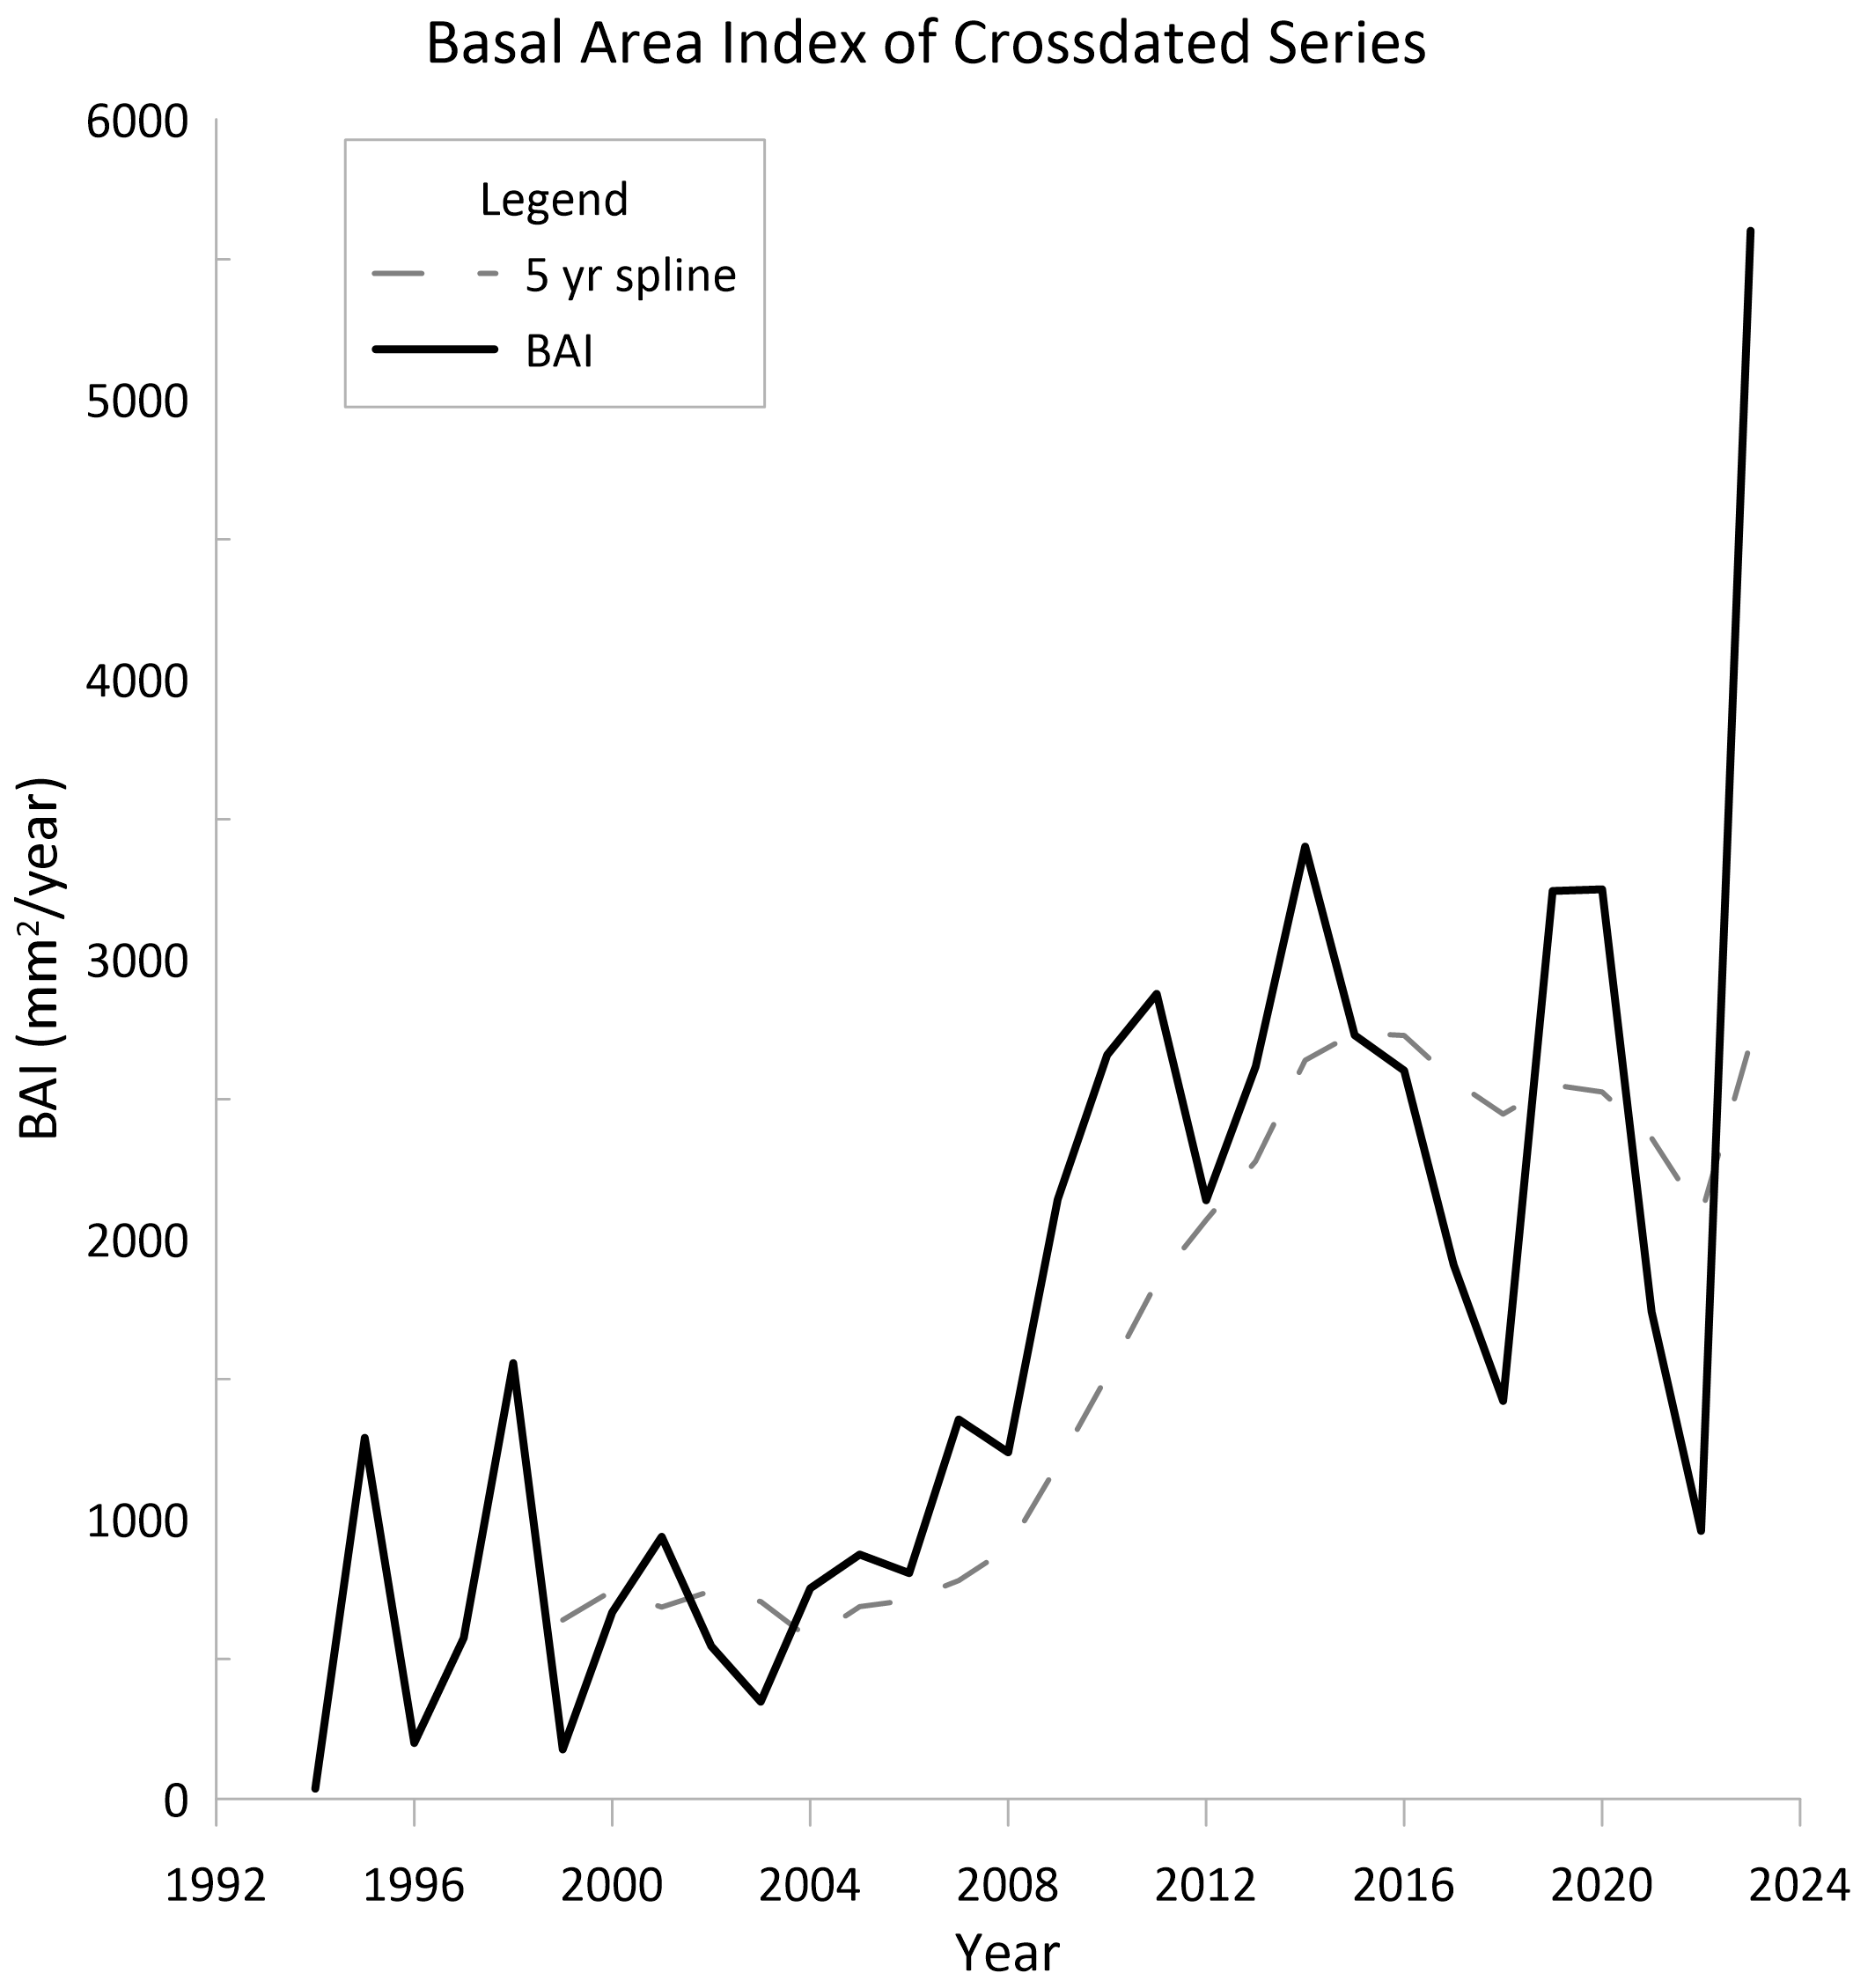 Basal Area Index of Crossdated Series
Legend
5 yr spline
BAI
6000
5000
4000
3000
2000
1000
0
BAI (mm²/year)
1992 1996 2000 2004 2008 2012 2016 2020 2024
Year